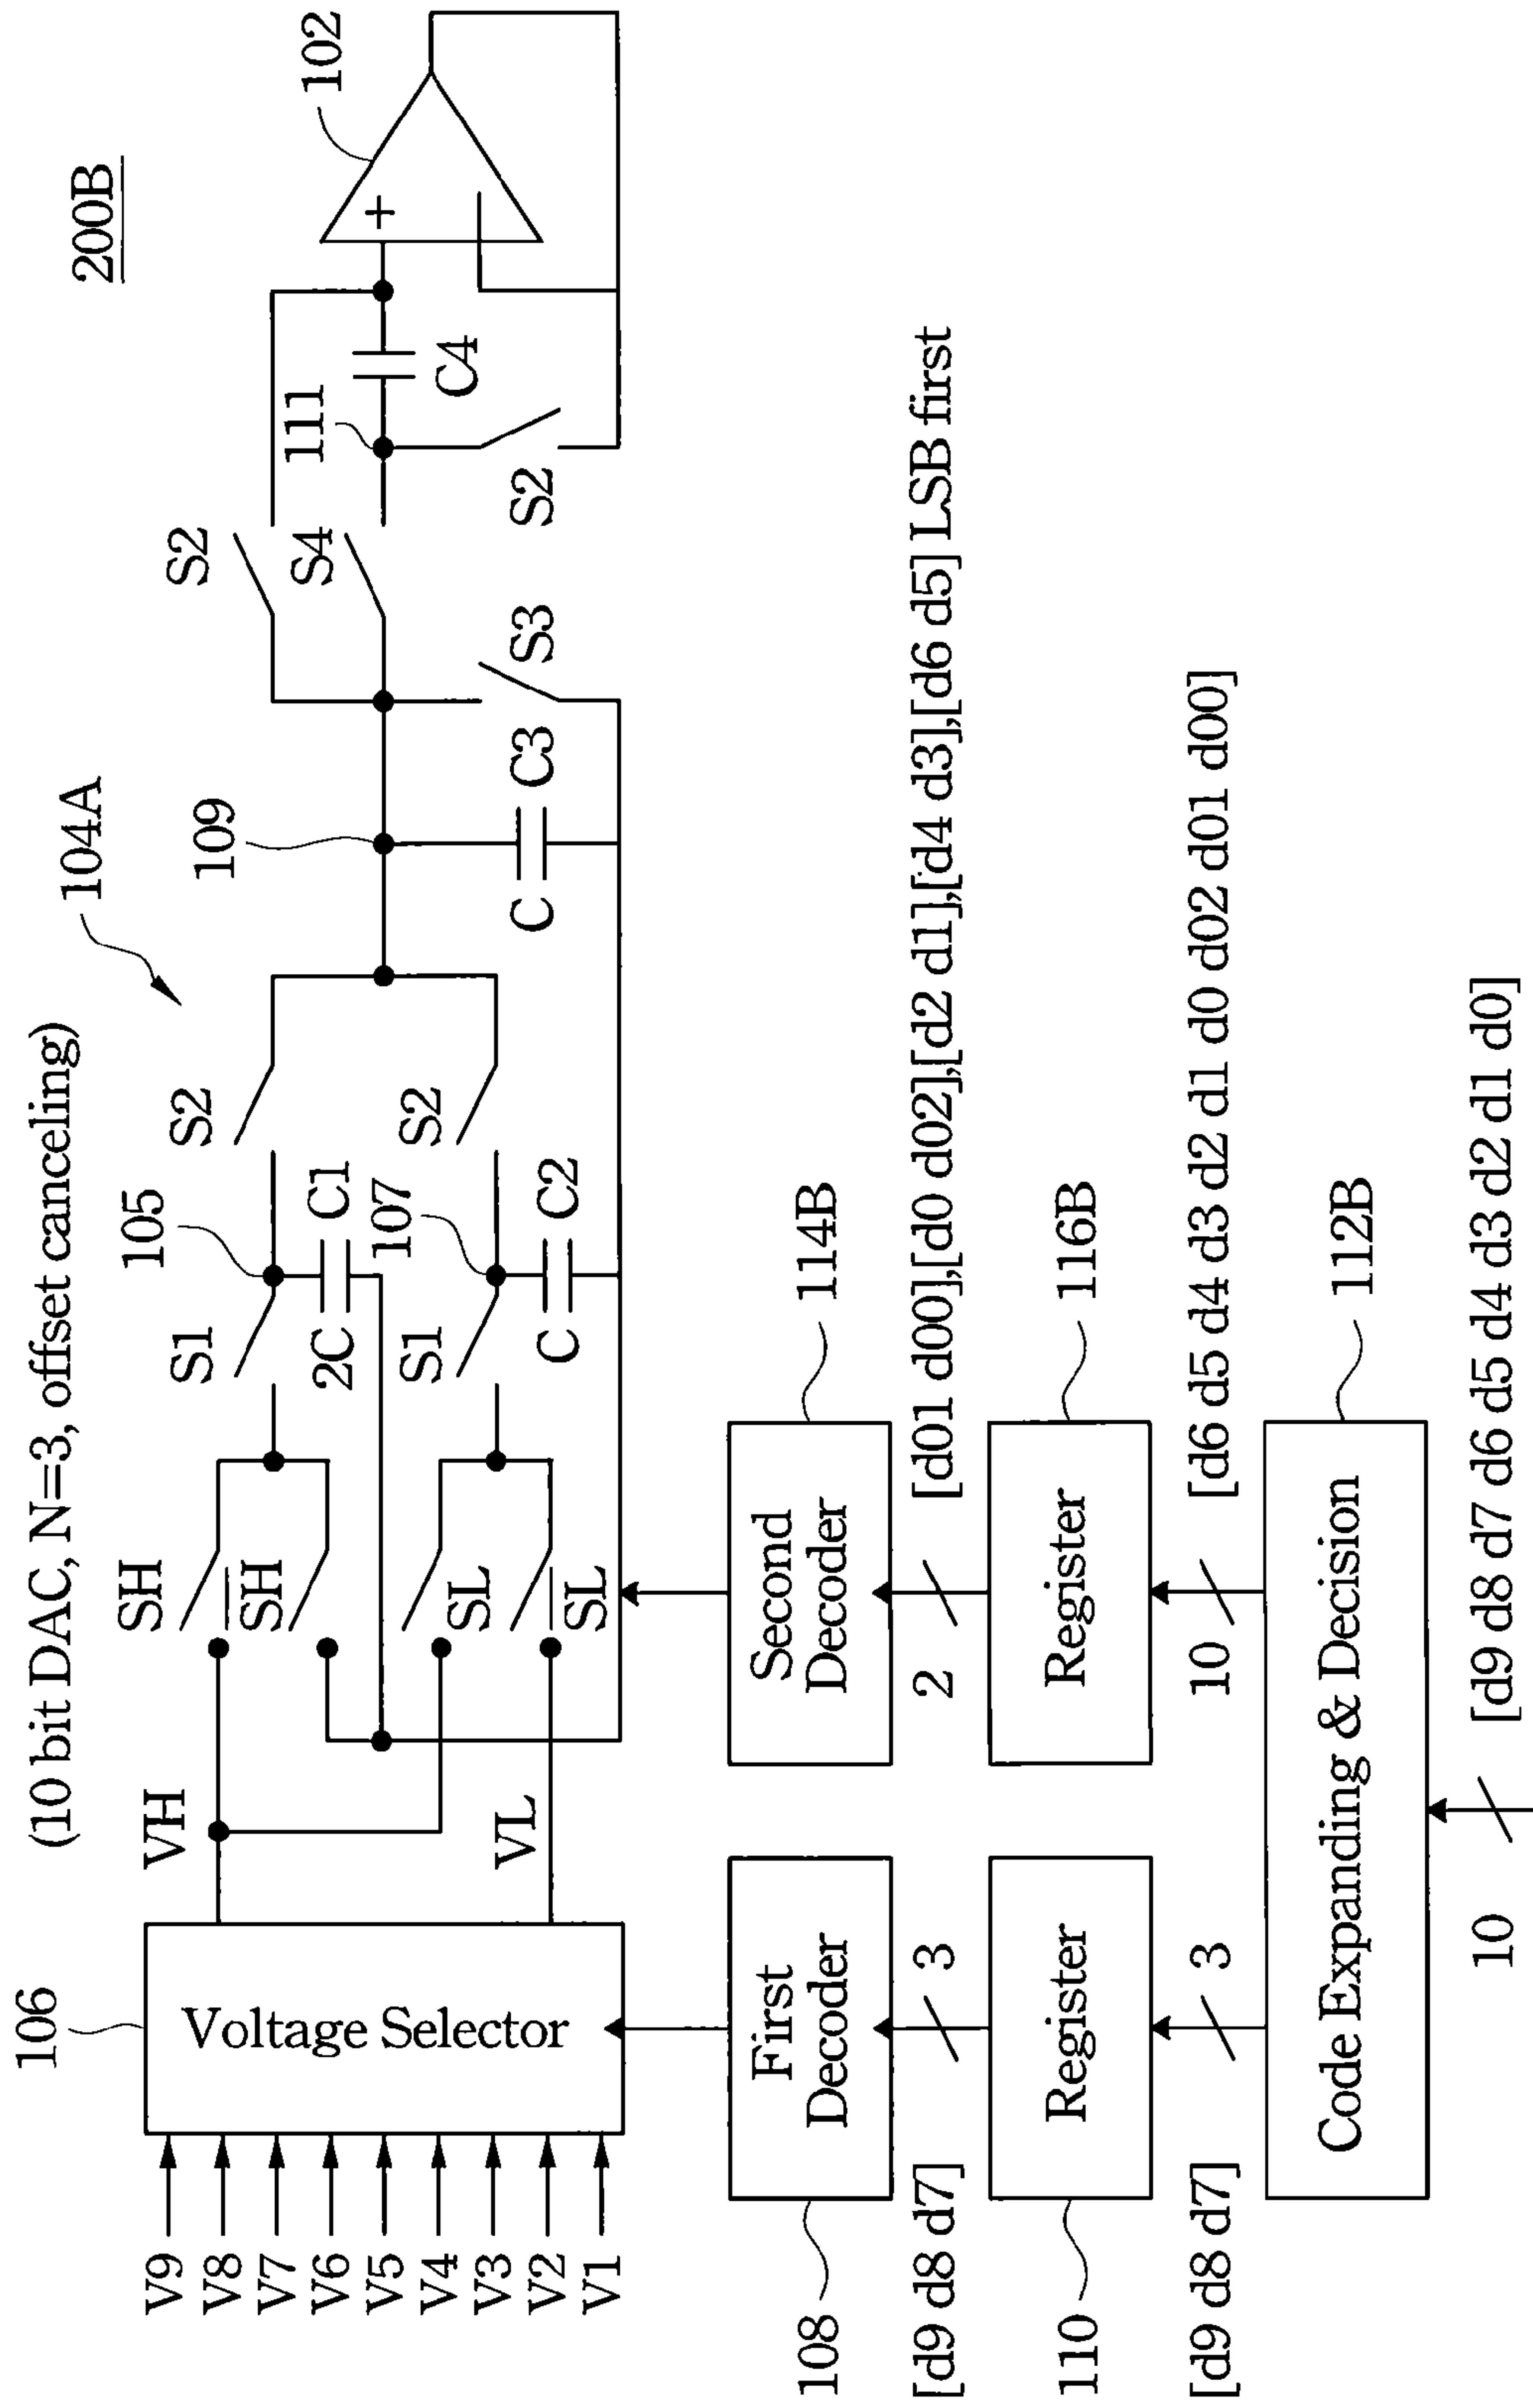 200B
(10 bit DAC, N=3, offset canceling)
104A
106
Voltage Selector
V9
V8
V7
V6
V5
V4
V3
V2
V1
VH
VL
SH
SH
SL
SL
S1
S1
105
107
2C
C1
C
C2
S2
S2
109
C
C3
S3
S2
S4
111
S2
C4
+
102
108
First
Decoder
Second
Decoder
114B
[d9 d8 d7]
3
2
[d01 d00],[d0 d02],[d2 d1],[d4 d3],[d6 d5] LSB first
110
Register
Register
116B
[d9 d8 d7]
3
10
[d6 d5 d4 d3 d2 d1 d0 d02 d01 d00]
Code Expanding & Decision
112B
10
[d9 d8 d7 d6 d5 d4 d3 d2 d1 d0]